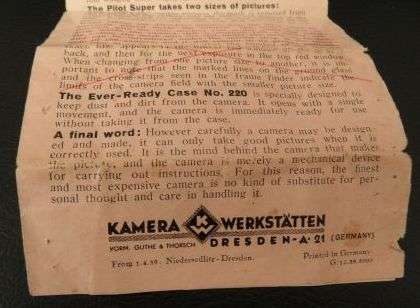 The Pilot Super takes two sizes of pictures:
back, and then for the next exposure in the top red window.
When changing from one picture size to another, it is im-
portant to note that the marked lines on the ground glass
and the cross strips seen in the frame finder indicate the
limits of the camera field with the smaller picture size.
The Ever-Ready Case No. 220 is specially designed to
keep dust and dirt from the camera. It opens with a single
movement, and the camera is immediately ready for use
without taking it from the case.
A final word: However carefully a camera may be design
ed and made, it can only take good pictures when it is
correctly used. It is the mind behind the camera that makes
the picture, and the camera is merely a mechanical device
for carrying out instructions. For this reason, the finest
and most expensive camera is no kind of substitute for per-
sonal thought and care in handling it.
KAMERA KW WERKSTÄTTEN
VORM. GUTHE & THORSCH DRESDEN-A·21 (GERMANY)
From 1.4.39: Niedersedlitz-Dresden. Printed in Germany.